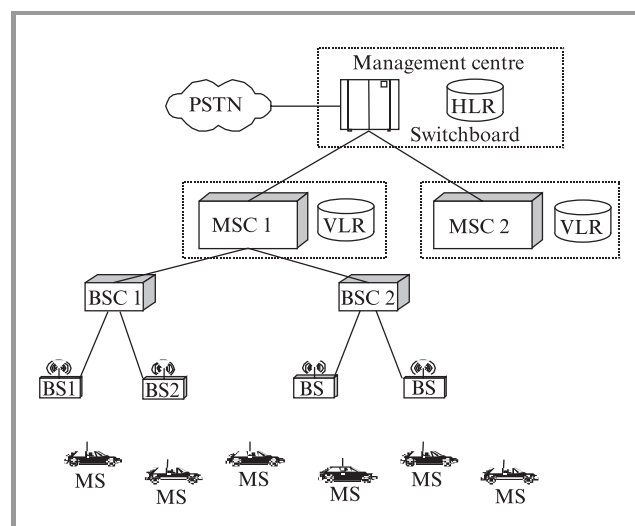 Management centre
PSTN
HLR
Switchboard
MSC 1
VLR
MSC 2
VLR
BSC 1
BSC 2
BS1
BS2
BS
BS
MS
MS
MS
MS
MS
MS